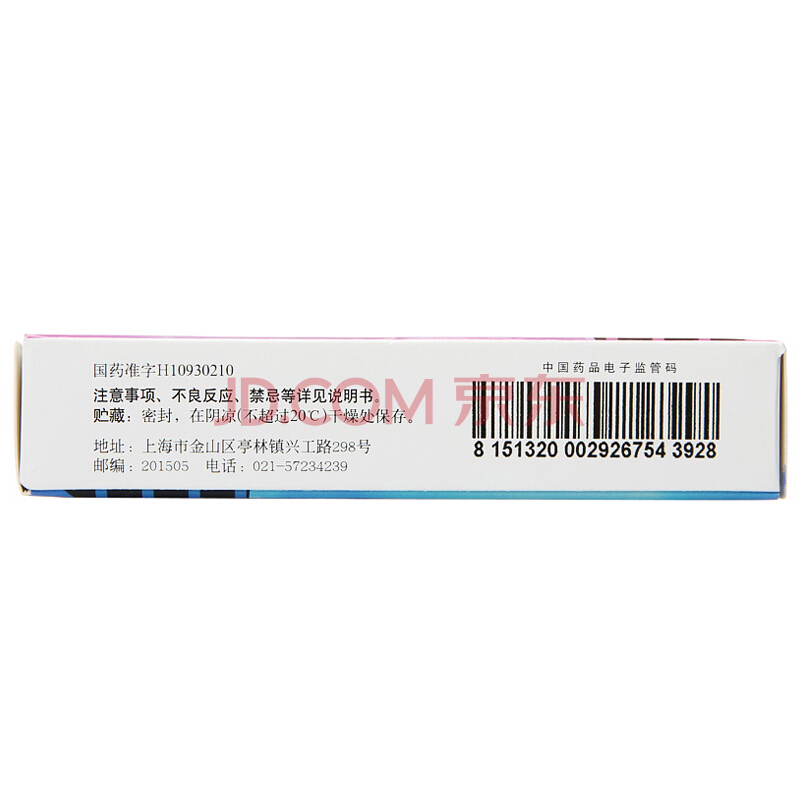 国药准字H10930210
注意事项、不良反应、禁忌等详见说明书。
贮藏：密封，在阴凉(不超过20℃)干燥处保存。
地址：上海市金山区亭林镇兴工路298号
邮编：201505 电话：021-57234239
中国药品电子监管码
8 151320 002926754 3928
JD.COM 京东